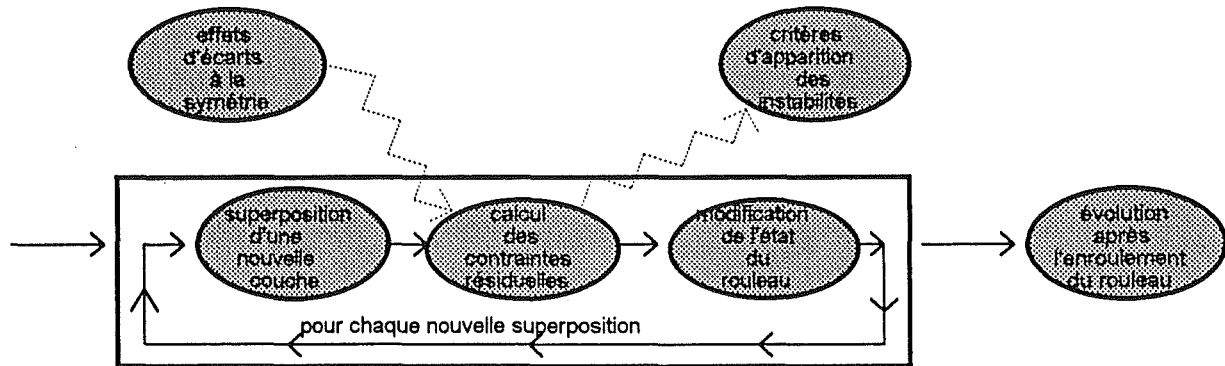 effets
d'écarts
à la
symétrie
critères
d'apparition
des
instabilités
superposition
d'une
nouvelle
couche
calcul
des
contraintes
résiduelles
modification
de l'état
du
rouleau
évolution
après
l'enroulement
du rouleau
pour chaque nouvelle superposition